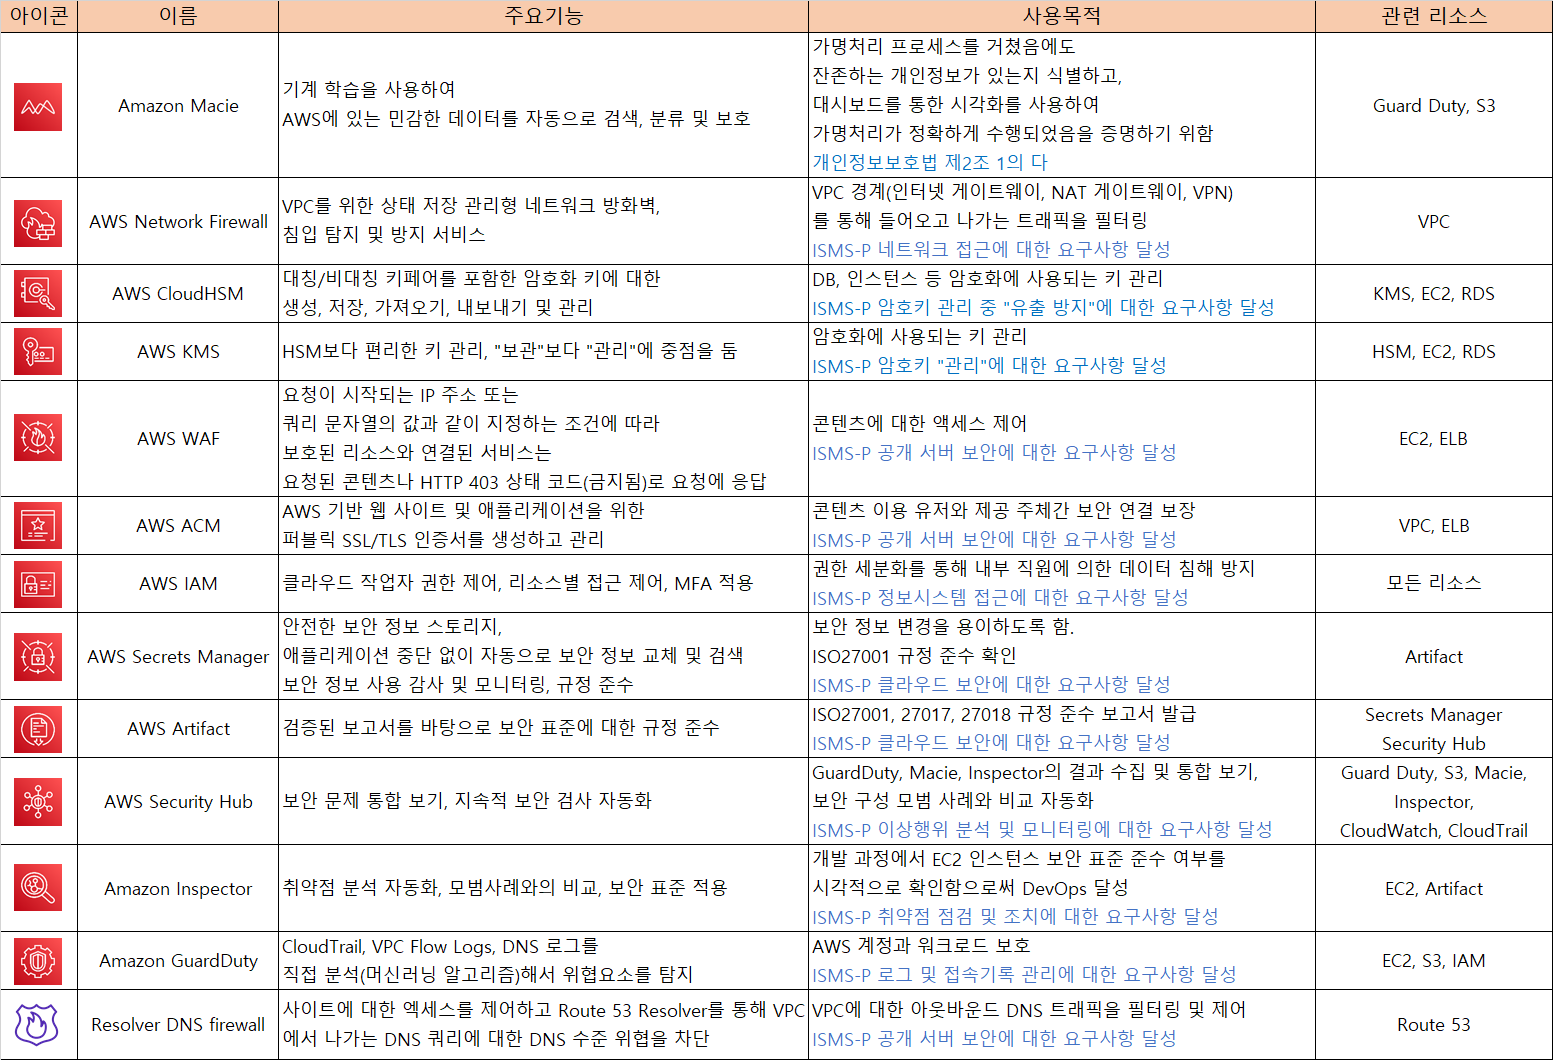 아이콘 이름 주요기능 사용목적 관련 리소스
Amazon Macie
기계 학습을 사용하여
AWS에 있는 민감한 데이터를 자동으로 검색, 분류 및 보호
가명처리 프로세스를 거쳤음에도
잔존하는 개인정보가 있는지 식별하고,
대시보드를 통한 시각화를 사용하여
가명처리가 정확하게 수행되었음을 증명하기 위함
개인정보보호법 제2조 1의 다
Guard Duty, S3
AWS Network Firewall
VPC를 위한 상태 저장 관리형 네트워크 방화벽,
침입 탐지 및 방지 서비스
VPC 경계(인터넷 게이트웨이, NAT 게이트웨이, VPN)
를 통해 들어오고 나가는 트래픽을 필터링
ISMS-P 네트워크 접근에 대한 요구사항 달성
VPC
AWS CloudHSM
대칭/비대칭 키페어를 포함한 암호화 키에 대한
생성, 저장, 가져오기, 내보내기 및 관리
DB, 인스턴스 등 암호화에 사용되는 키 관리
ISMS-P 암호키 관리 중 "유출 방지"에 대한 요구사항 달성
KMS, EC2, RDS
AWS KMS
HSM보다 편리한 키 관리, "보관"보다 "관리"에 중점을 둠
암호화에 사용되는 키 관리
ISMS-P 암호키 "관리"에 대한 요구사항 달성
HSM, EC2, RDS
AWS WAF
요청이 시작되는 IP 주소 또는
쿼리 문자열의 값과 같이 지정하는 조건에 따라
보호된 리소스와 연결된 서비스는
요청된 콘텐츠나 HTTP 403 상태 코드(금지됨)로 요청에 응답
콘텐츠에 대한 액세스 제어
ISMS-P 공개 서버 보안에 대한 요구사항 달성
EC2, ELB
AWS ACM
AWS 기반 웹 사이트 및 애플리케이션을 위한
퍼블릭 SSL/TLS 인증서를 생성하고 관리
콘텐츠 이용 유저와 제공 주체간 보안 연결 보장
ISMS-P 공개 서버 보안에 대한 요구사항 달성
VPC, ELB
AWS IAM
클라우드 작업자 권한 제어, 리소스별 접근 제어, MFA 적용
권한 세분화를 통해 내부 직원에 의한 데이터 침해 방지
ISMS-P 정보시스템 접근에 대한 요구사항 달성
모든 리소스
AWS Secrets Manager
안전한 보안 정보 스토리지,
애플리케이션 중단 없이 자동으로 보안 정보 교체 및 검색
보안 정보 사용 감사 및 모니터링, 규정 준수
보안 정보 변경을 용이하도록 함.
ISO27001 규정 준수 확인
ISMS-P 클라우드 보안에 대한 요구사항 달성
Artifact
AWS Artifact
검증된 보고서를 바탕으로 보안 표준에 대한 규정 준수
ISO27001, 27017, 27018 규정 준수 보고서 발급
ISMS-P 클라우드 보안에 대한 요구사항 달성
Secrets Manager
Security Hub
AWS Security Hub
보안 문제 통합 보기, 지속적 보안 검사 자동화
GuardDuty, Macie, Inspector의 결과 수집 및 통합 보기,
보안 구성 모범 사례와 비교 자동화
ISMS-P 이상행위 분석 및 모니터링에 대한 요구사항 달성
Guard Duty, S3, Macie,
Inspector,
CloudWatch, CloudTrail
Amazon Inspector
취약점 분석 자동화, 모범사례와의 비교, 보안 표준 적용
개발 과정에서 EC2 인스턴스 보안 표준 준수 여부를
시각적으로 확인함으로써 DevOps 달성
ISMS-P 취약점 점검 및 조치에 대한 요구사항 달성
EC2, Artifact
Amazon GuardDuty
CloudTrail, VPC Flow Logs, DNS 로그를
직접 분석(머신러닝 알고리즘)해서 위협요소를 탐지
AWS 계정과 워크로드 보호
ISMS-P 로그 및 접속기록 관리에 대한 요구사항 달성
EC2, S3, IAM
Resolver DNS firewall
사이트에 대한 엑세스를 제어하고 Route 53 Resolver를 통해 VPC
에서 나가는 DNS 쿼리에 대한 DNS 수준 위협을 차단
VPC에 대한 아웃바운드 DNS 트래픽을 필터링 및 제어
ISMS-P 공개 서버 보안에 대한 요구사항 달성
Route 53